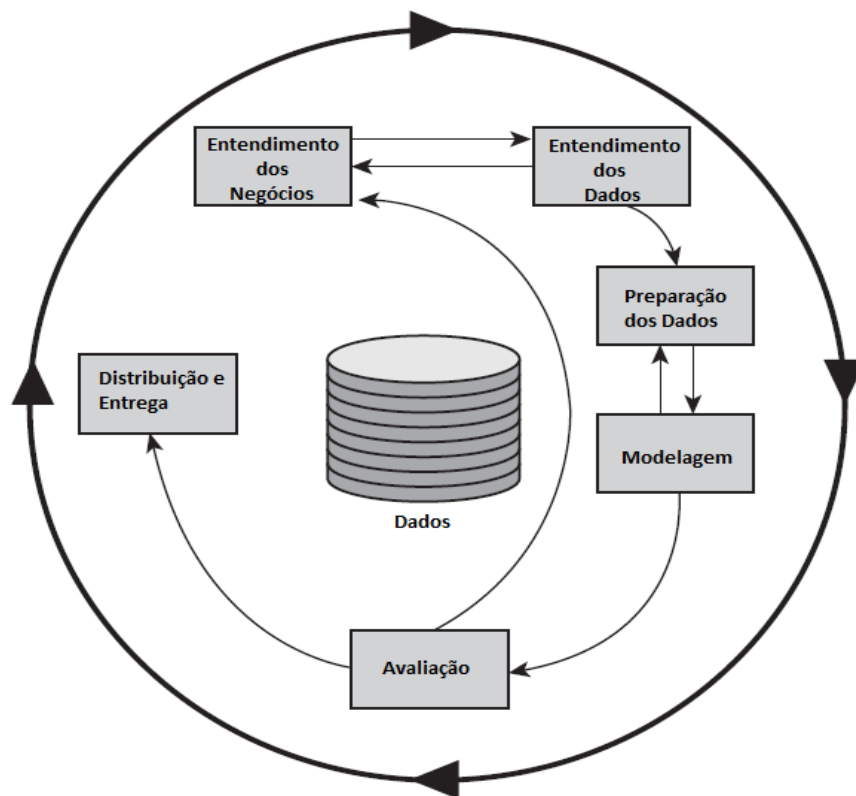 Entendimento
dos
Negócios
Entendimento
dos
Dados
Preparação
dos Dados
Distribuição e
Entrega
Modelagem
Dados
Avaliação